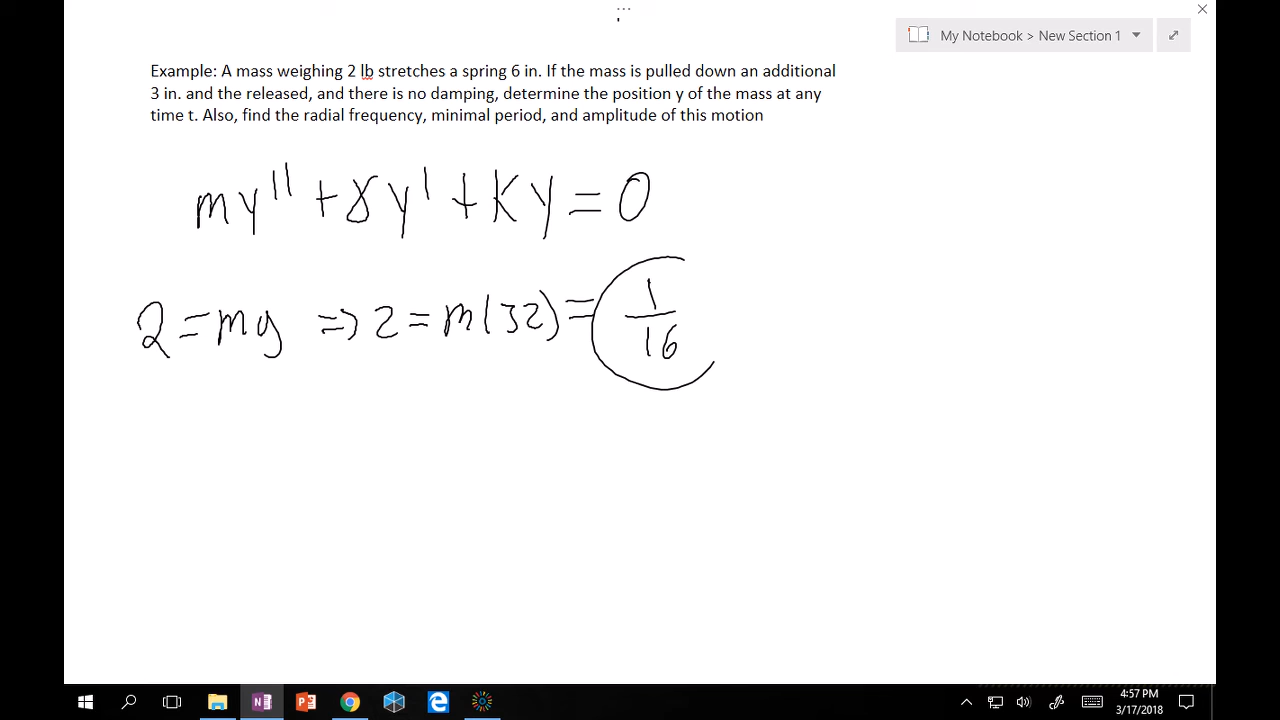 My Notebook > New Section 1
Example: A mass weighing 2 lb stretches a spring 6 in. If the mass is pulled down an additional
3 in. and the released, and there is no damping, determine the position y of the mass at any
time t. Also, find the radial frequency, minimal period, and amplitude of this motion
my'' + γy' + Ky = 0
2 = mg ⇒ 2 = m(32) = 1/16
4:57 PM
3/17/2018